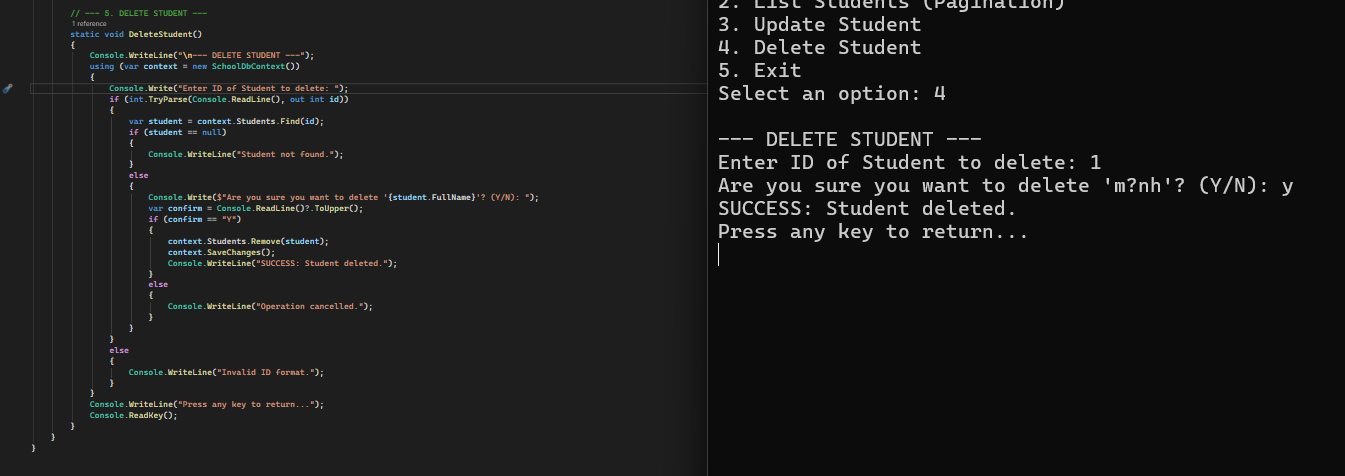 // --- 5. DELETE STUDENT ---
1 reference
static void DeleteStudent()
{
Console.WriteLine("\n--- DELETE STUDENT ---");
using (var context = new SchoolDbContext())
{
Console.Write("Enter ID of Student to delete: ");
if (int.TryParse(Console.ReadLine(), out int id))
{
var student = context.Students.Find(id);
if (student == null)
{
Console.WriteLine("Student not found.");
}
else
{
Console.Write($"Are you sure you want to delete '{student.FullName}'? (Y/N): ");
var confirm = Console.ReadLine()?.ToUpper();
if (confirm == "Y")
{
context.Students.Remove(student);
context.SaveChanges();
Console.WriteLine("SUCCESS: Student deleted.");
}
else
{
Console.WriteLine("Operation cancelled.");
}
}
}
else
{
Console.WriteLine("Invalid ID format.");
}
}
Console.WriteLine("Press any key to return...");
Console.ReadKey();
}
}
}
2. List Students (Pagination)
3. Update Student
4. Delete Student
5. Exit
Select an option: 4
--- DELETE STUDENT ---
Enter ID of Student to delete: 1
Are you sure you want to delete 'm?nh'? (Y/N): y
SUCCESS: Student deleted.
Press any key to return...